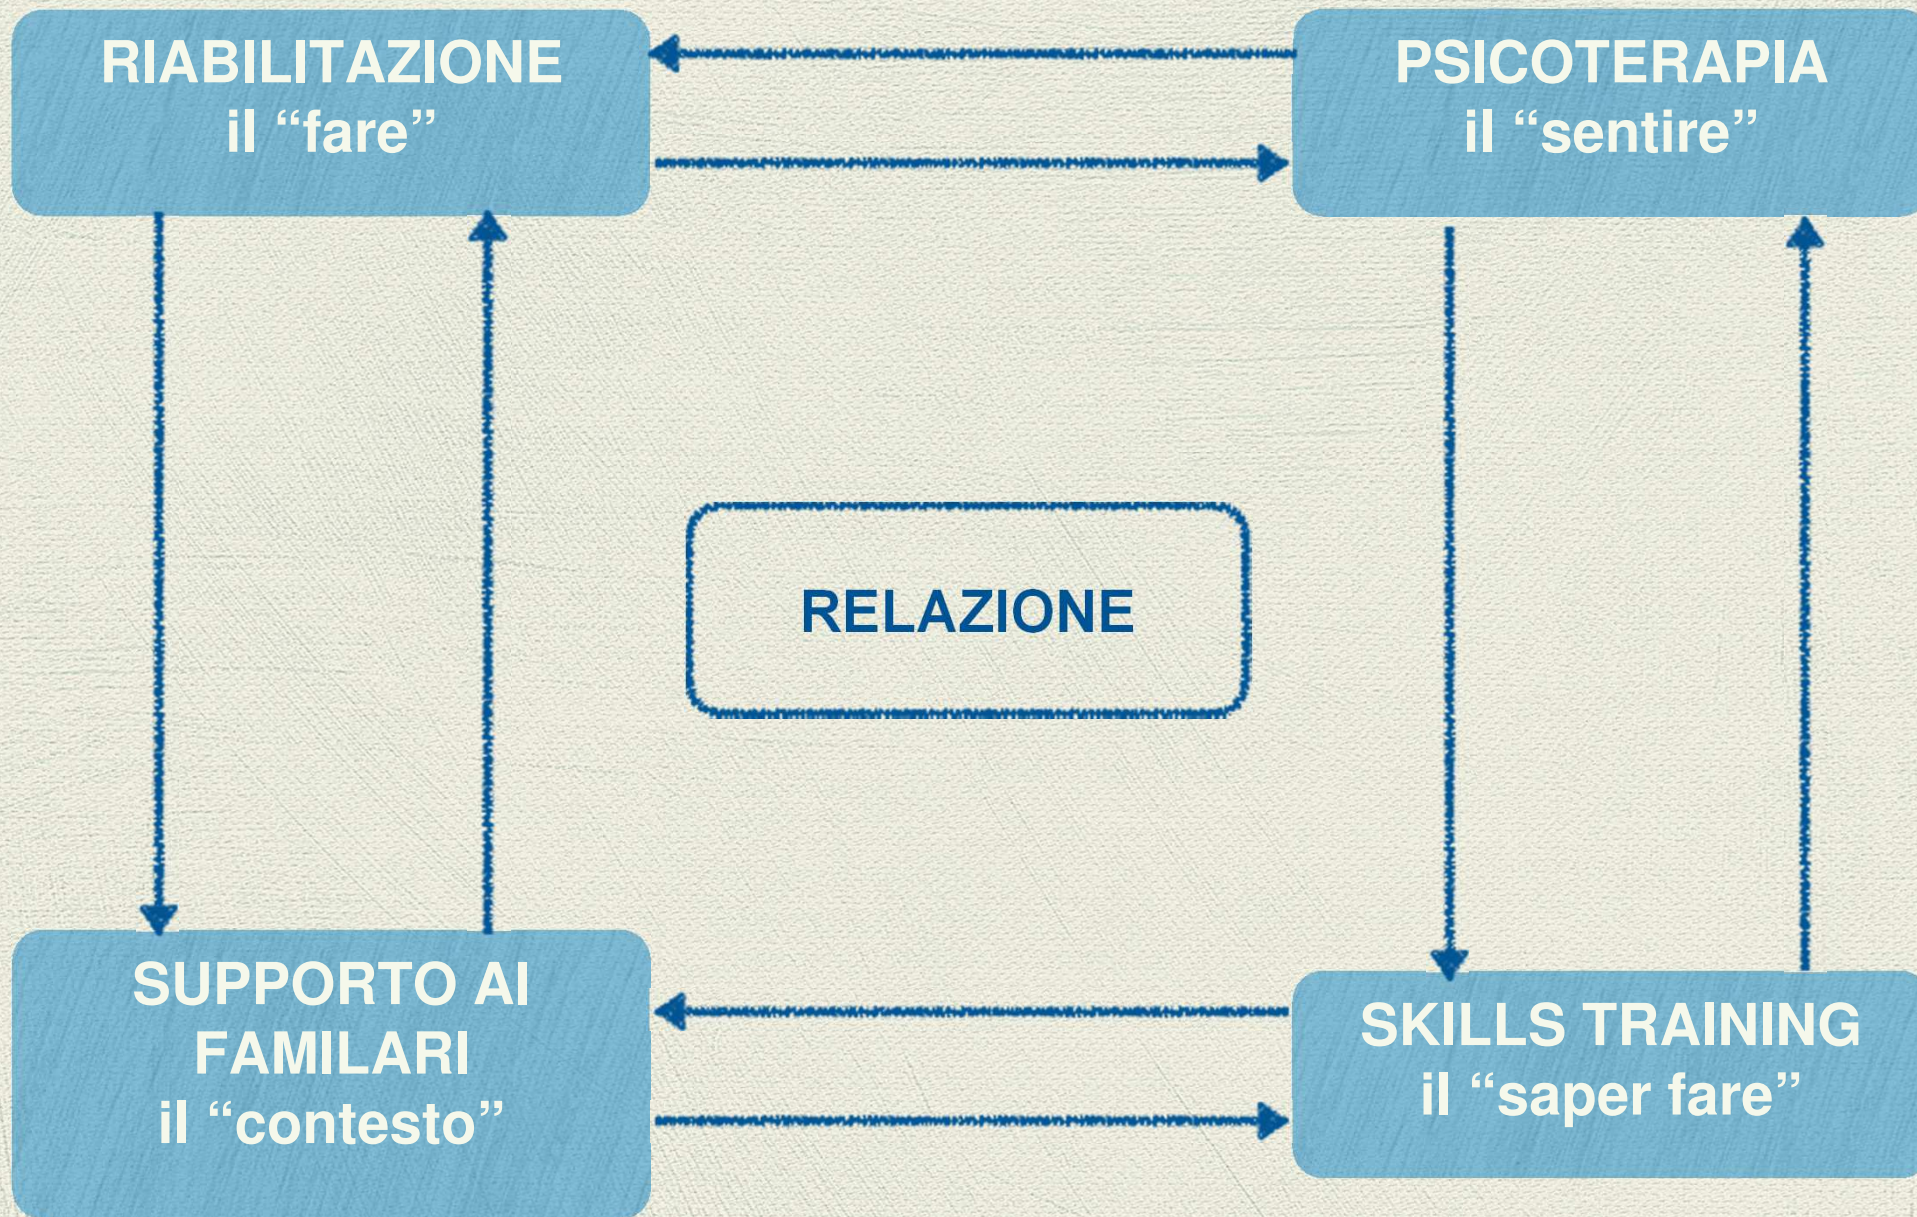 RIABILITAZIONE
il “fare”
PSICOTERAPIA
il “sentire”
RELAZIONE
SUPPORTO AI
FAMILARI
il “contesto”
SKILLS TRAINING
il “saper fare”